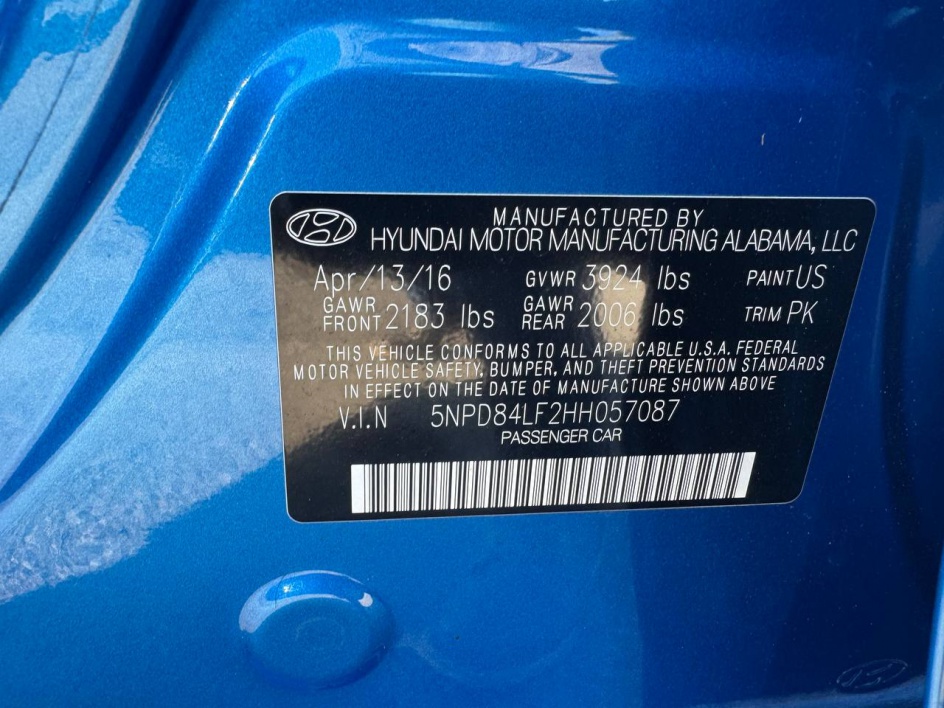 MANUFACTURED BY
HYUNDAI MOTOR MANUFACTURING ALABAMA, LLC
Apr/13/16 GVWR 3924 lbs PAINT US
GAWR FRONT 2183 lbs GAWR REAR 2006 lbs TRIM PK
THIS VEHICLE CONFORMS TO ALL APPLICABLE U.S.A. FEDERAL
MOTOR VEHICLE SAFETY, BUMPER, AND THEFT PREVENTION STANDARDS
IN EFFECT ON THE DATE OF MANUFACTURE SHOWN ABOVE
V.I.N 5NPD84LF2HH057087
PASSENGER CAR